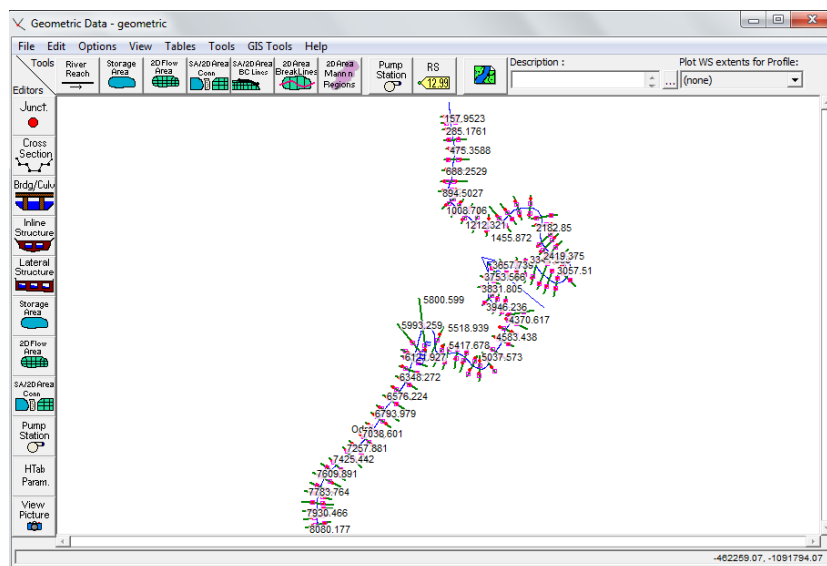 Geometric Data - geometric
File Edit Options View Tables Tools GIS Tools Help
Tools
Editors
River
Reach
Storage
Area
2D Flow
Area
SA/2D Area
Conn
SA/2D Area
BC Lines
2D Area
BreakLines
2D Area
Mann n
Regions
Pump
Station
RS
12.99
Description :
...
Plot WS extents for Profile:
(none)
Junct.
Cross
Section
Brdg/Culv
Inline
Structure
Lateral
Structure
Storage
Area
2D Flow
Area
SA/2D Area
Conn
Pump
Station
HTab
Param.
View
Picture
157.9523
285.1761
475.3588
688.2529
894.5027
1008.706
1212.321
1455.872
2182.85
2419.375
3057.51
3657.739
3753.566
3831.805
3946.236
4370.617
4583.438
5037.573
5417.678
5518.939
5800.599
5993.259
6121.927
6348.272
6576.224
6793.979
7038.601
7257.881
7425.442
7609.891
7783.764
7930.466
8080.177
-462259.07, -1091794.07